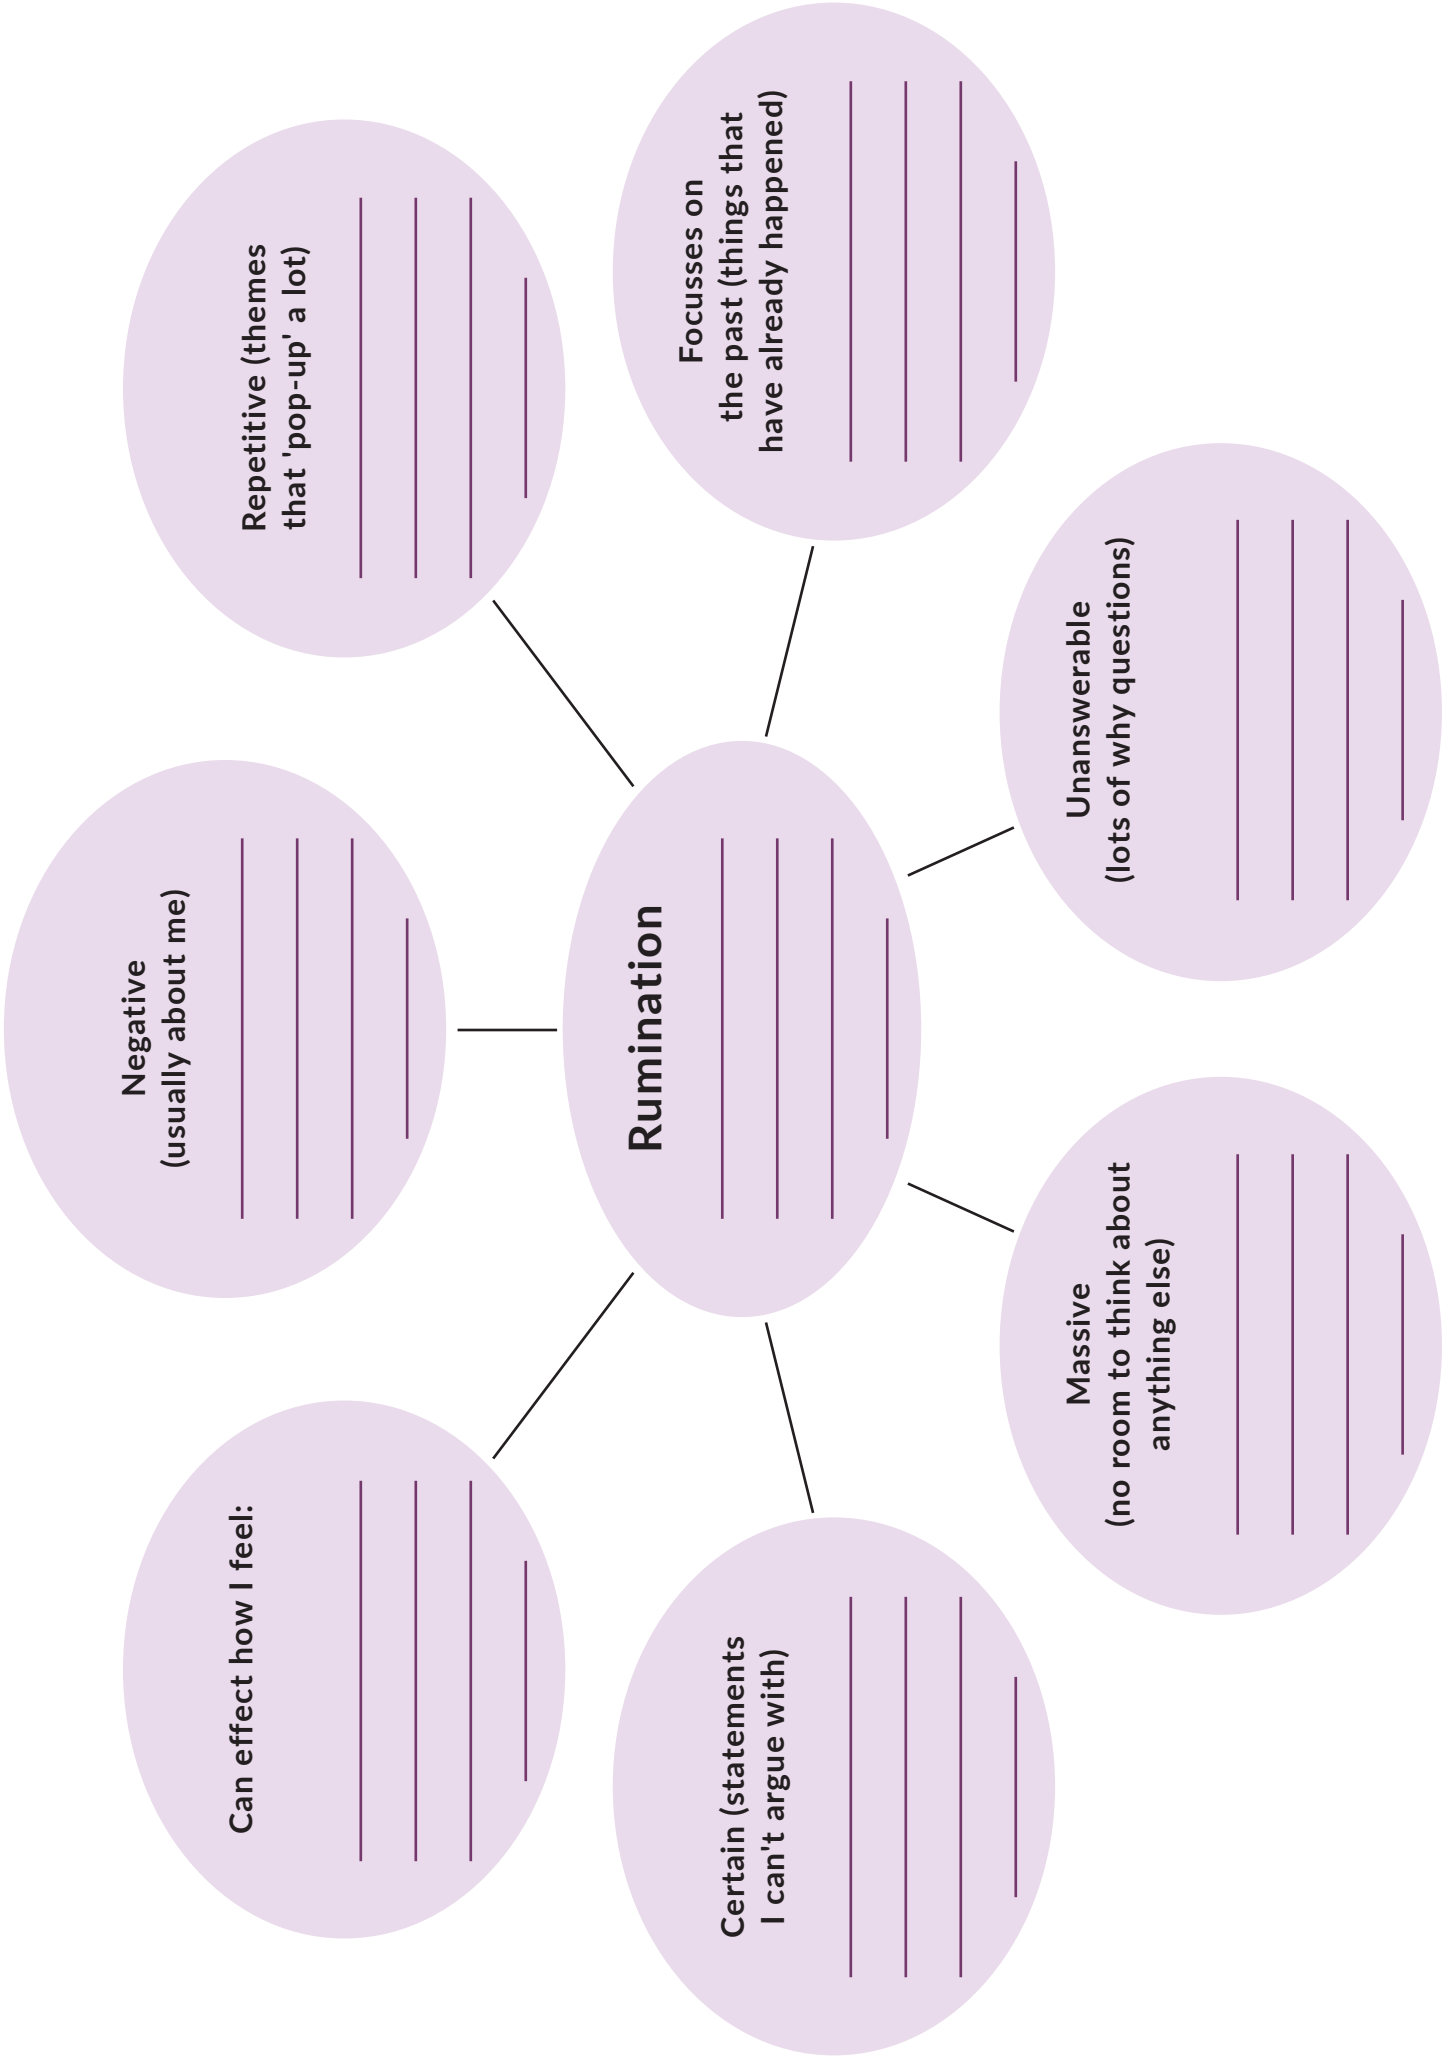 Negative
(usually about me)
Repetitive (themes
that 'pop-up' a lot)
Focusses on
the past (things that
have already happened)
Unanswerable
(lots of why questions)
Massive
(no room to think about
anything else)
Certain (statements
I can't argue with)
Can effect how I feel:
Rumination